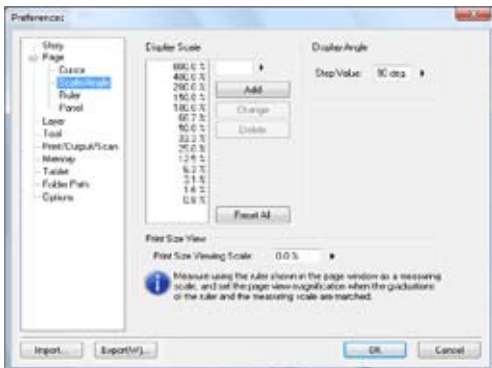 Preferences
Story
Page
Cursor
Scale/Angle
Ruler
Panel
Layer
Tool
Print/Output/Scan
Memory
Tablet
Folder Path
Options
Display Scale
800.0 %
400.0 %
200.0 %
150.0 %
100.0 %
66.7 %
50.0 %
33.3 %
25.0 %
12.5 %
6.3 %
3.1 %
1.6 %
0.8 %
Add
Change
Delete
Reset All
Display Angle
Step Value: 90 deg.
Print Size View
Print Size Viewing Scale: 0.0 %
Measure using the ruler shown in the page window as a measuring
scale, and set the page view magnification when the graduations
of the ruler and the measuring scale are matched.
Import... Export(W)... OK Cancel